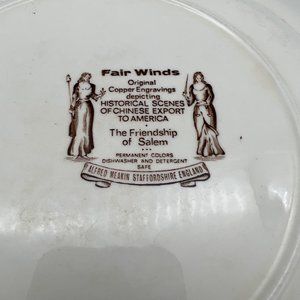 Fair Winds
Original
Copper Engravings
depicting
HISTORICAL SCENES
OF CHINESE EXPORT
TO AMERICA
The Friendship
of Salem
PERMANENT COLORS
DISHWASHER AND DETERGENT
SAFE
ALFRED MEAKIN STAFFORDSHIRE ENGLAND